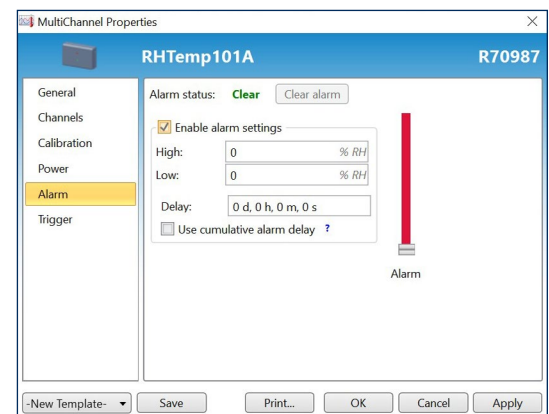 MultiChannel Properties
RHTemp101A R70987
General
Channels
Calibration
Power
Alarm
Trigger
Alarm status: Clear Clear alarm
Enable alarm settings
High: 0 % RH
Low: 0 % RH
Delay: 0 d, 0 h, 0 m, 0 s
Use cumulative alarm delay ?
Alarm
-New Template- Save Print... OK Cancel Apply